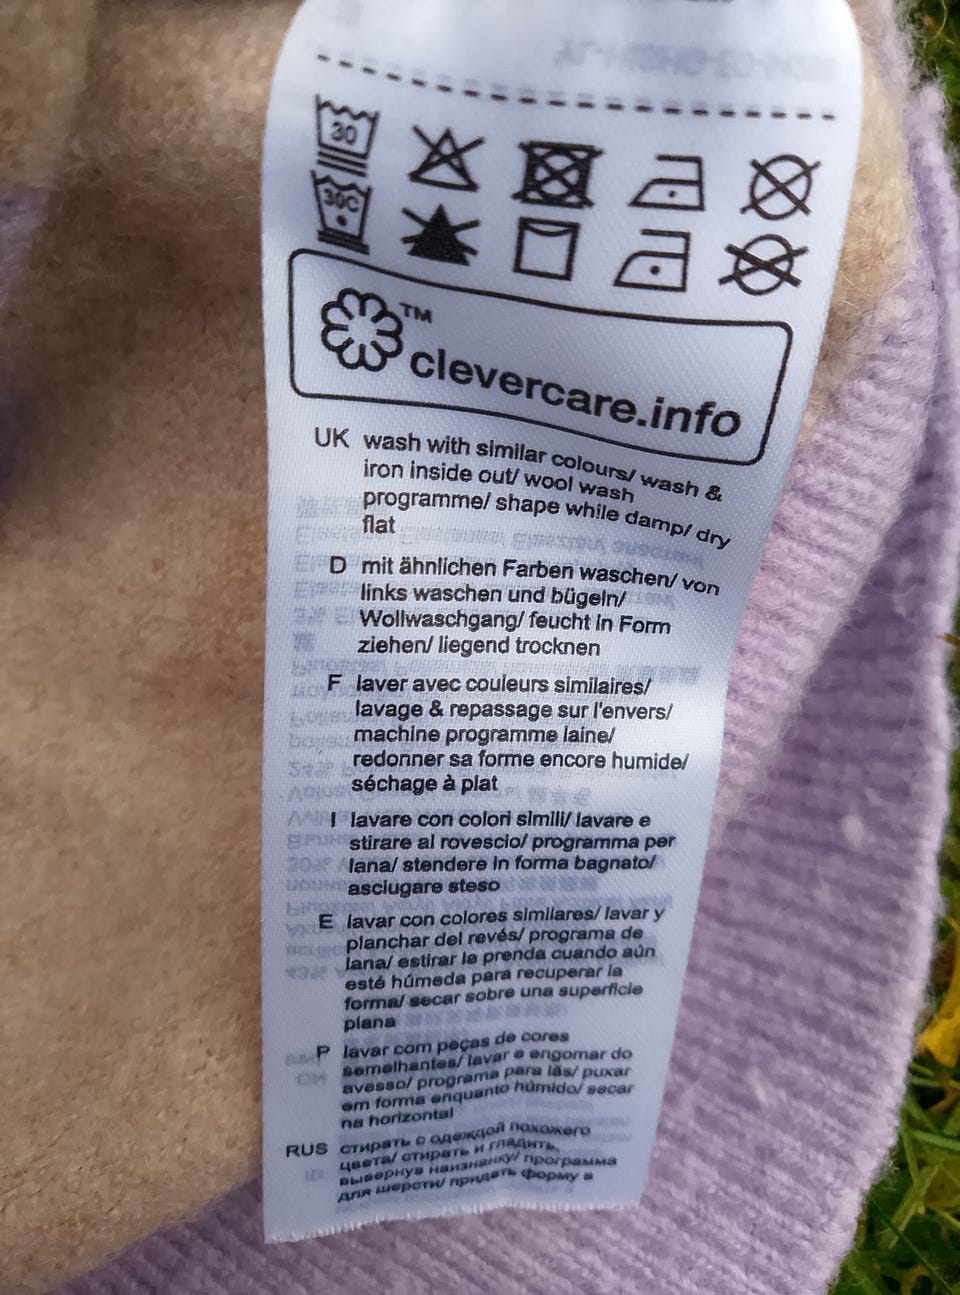 30
30C
™
clevercare.info
UK wash with similar colours/ wash &
iron inside out/ wool wash
programme/ shape while damp/ dry
flat
D mit ähnlichen Farben waschen/ von
links waschen und bügeln/
Wollwaschgang/ feucht in Form
ziehen/ liegend trocknen
F laver avec couleurs similaires/
lavage & repassage sur l'envers/
machine programme laine/
redonner sa forme encore humide/
séchage à plat
I lavare con colori simili/ lavare e
stirare al rovescio/ programma per
lana/ stendere in forma bagnato/
asciugare steso
E lavar con colores similares/ lavar y
planchar del revés/ programa de
lana/ estirar la prenda cuando aún
esté húmeda para recuperar la
forma/ secar sobre una superficie
plana
P lavar com peças de cores
semelhantes/ lavar e engomar do
avesso/ programa para lãs/ puxar
em forma enquanto húmido/ secar
na horizontal
RUS стирать с одеждой похожего
цвета/ стирать и гладить,
вывернув наизнанку/ программа
для шерсти/ придать форму в